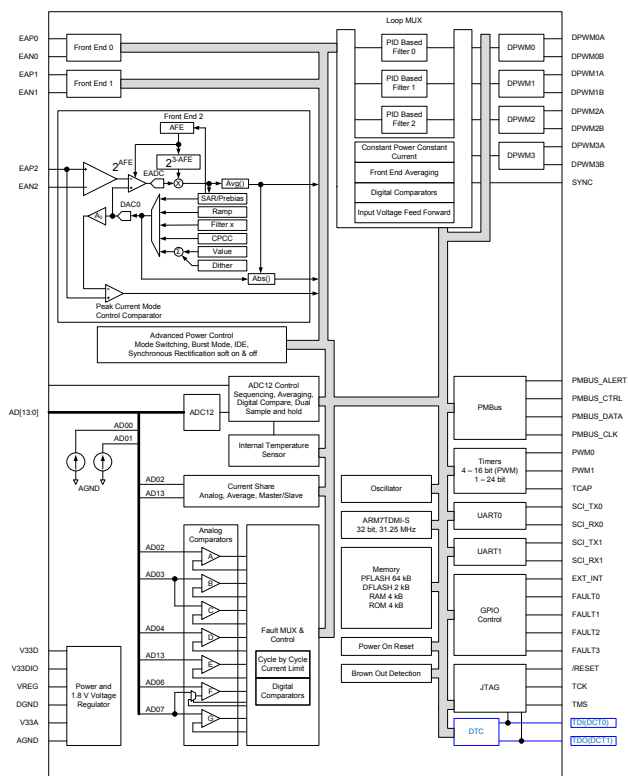 Loop MUX
EAP0
EAN0
EAP1
EAN1
Front End 0
Front End 1
PID Based
Filter 0
PID Based
Filter 1
PID Based
Filter 2
Constant Power Constant
Current
Front End Averaging
Digital Comparators
Input Voltage Feed Forward
DPWM0
DPWM1
DPWM2
DPWM3
DPWM0A
DPWM0B
DPWM1A
DPWM1B
DPWM2A
DPWM2B
DPWM3A
DPWM3B
SYNC
Front End 2
AFE
2^AFE
2^3-AFE
EADC
X
Avg()
EAP2
EAN2
DAC0
A0
SAR/Prebias
Ramp
Filter x
CPCC
Value
Dither
Σ
Abs()
Peak Current Mode
Control Comparator
Advanced Power Control
Mode Switching, Burst Mode, IDE,
Synchronous Rectification soft on & off
AD[13:0]
ADC12
ADC12 Control
Sequencing, Averaging,
Digital Compare, Dual
Sample and hold
AD00
AD01
AGND
Internal Temperature
Sensor
AD02
AD13
Current Share
Analog, Average, Master/Slave
Analog
Comparators
AD02
A
AD03
B
C
AD04
D
AD13
E
AD06
F
AD07
G
Fault MUX &
Control
Cycle by Cycle
Current Limit
Digital
Comparators
V33D
V33DIO
VREG
DGND
V33A
AGND
Power and
1.8 V Voltage
Regulator
Oscillator
ARM7TDMI-S
32 bit, 31.25 MHz
Memory
PFLASH 64 kB
DFLASH 2 kB
RAM 4 kB
ROM 4 kB
Power On Reset
Brown Out Detection
PMBus
Timers
4 – 16 bit (PWM)
1 – 24 bit
UART0
UART1
GPIO
Control
JTAG
DTC
PMBUS_ALERT
PMBUS_CTRL
PMBUS_DATA
PMBUS_CLK
PWM0
PWM1
TCAP
SCI_TX0
SCI_RX0
SCI_TX1
SCI_RX1
EXT_INT
FAULT0
FAULT1
FAULT2
FAULT3
/RESET
TCK
TMS
TDI(DCT0)
TDO(DCT1)